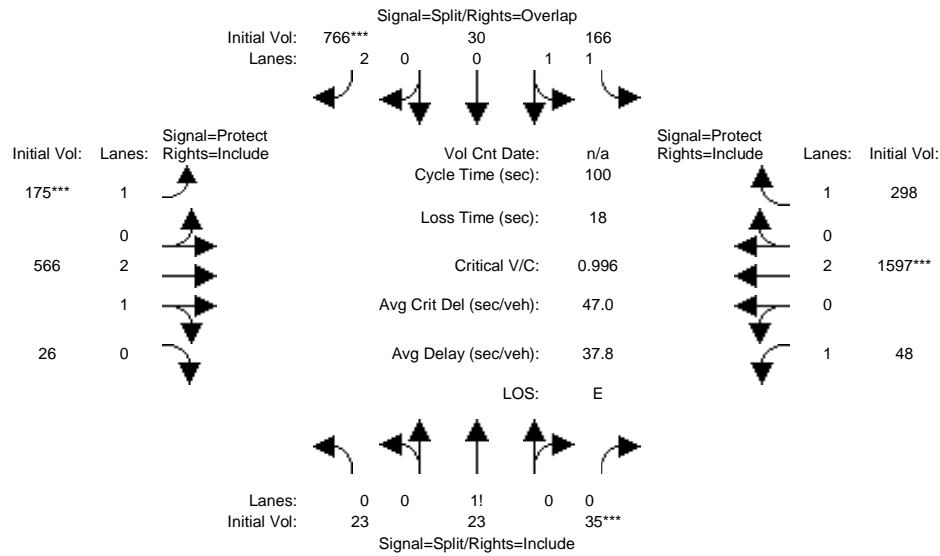 Signal=Split/Rights=Overlap
Initial Vol: 766*** 30 166
Lanes: 2 0 0 1 1
Signal=Protect
Rights=Include
Signal=Protect
Rights=Include
Initial Vol: Lanes:
Vol Cnt Date: n/a
Lanes: Initial Vol:
Cycle Time (sec): 100
175*** 1
1 298
Loss Time (sec): 18
0
0
566 2
Critical V/C: 0.996
2 1597***
1
Avg Crit Del (sec/veh): 47.0
0
26 0
Avg Delay (sec/veh): 37.8
1 48
LOS: E
Lanes: 0 0 1! 0 0
Initial Vol: 23 23 35***
Signal=Split/Rights=Include